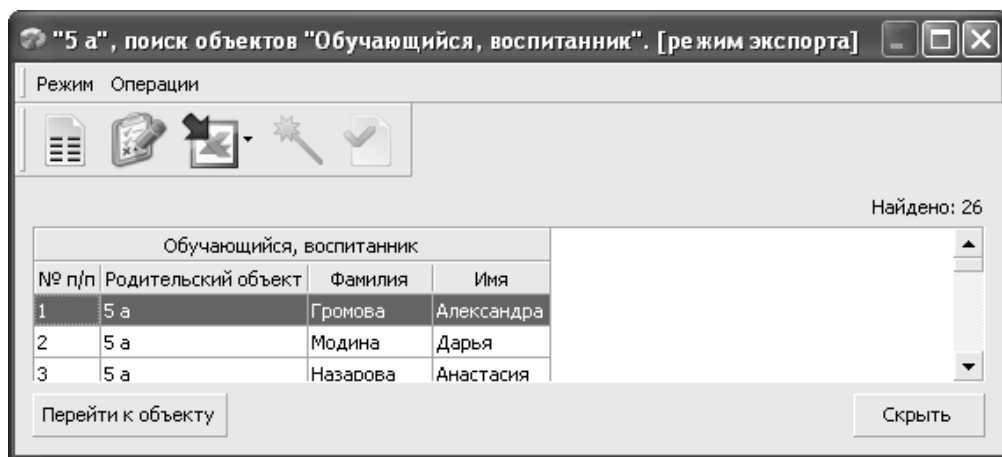 "5 а", поиск объектов "Обучающийся, воспитанник". [режим экспорта]
Режим Операции
Найдено: 26
Обучающийся, воспитанник
№ п/п Родительский объект Фамилия Имя
1 5 а Громова Александра
2 5 а Модина Дарья
3 5 а Назарова Анастасия
Перейти к объекту Скрыть